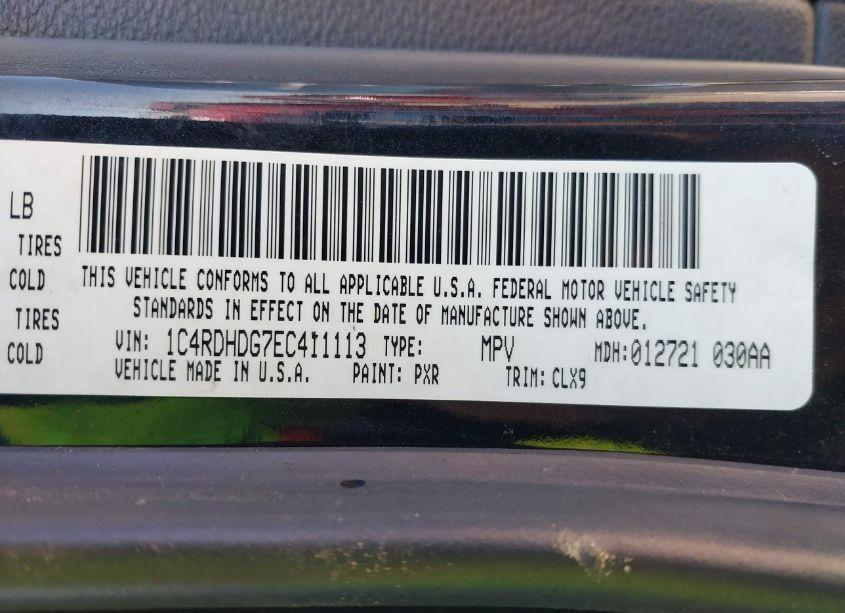 LB
TIRES
COLD
THIS VEHICLE CONFORMS TO ALL APPLICABLE U.S.A. FEDERAL MOTOR VEHICLE SAFETY
TIRES
STANDARDS IN EFFECT ON THE DATE OF MANUFACTURE SHOWN ABOVE.
COLD
VIN: 1C4RDHDG7EC411113 TYPE: MPV MDH:012721 030AA
VEHICLE MADE IN U.S.A. PAINT: PXR TRIM: CLX9